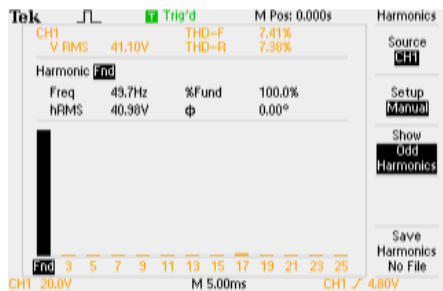 Tek T Trig'd M Pos: 0.000s Harmonics
CH1 THD-F 7.41%
V RMS 41.10V THD-R 7.38%
Source
CH1
Harmonic Fnd
Freq 49.7Hz %Fund 100.0%
hRMS 40.98V ϕ 0.00°
Setup
Manual
Show
Odd
Harmonics
Save
Harmonics
No File
Fnd 3 5 7 9 11 13 15 17 19 21 23 25
CH1 20.0V M 5.00ms CH1 4.80V